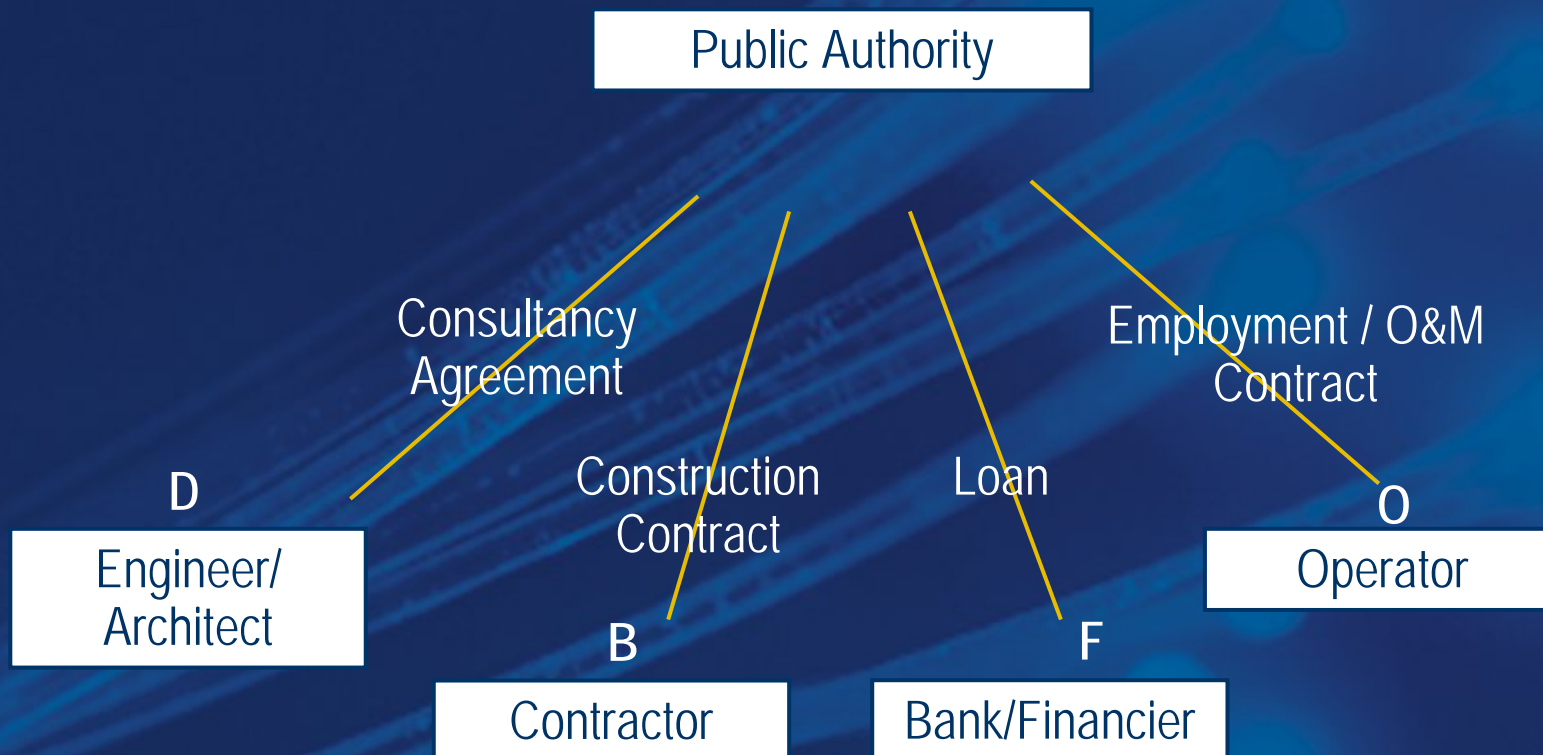 Public Authority
Consultancy
Agreement
Employment / O&M
Contract
Construction
Contract
Loan
D
Engineer/
Architect
B
Contractor
F
Bank/Financier
O
Operator